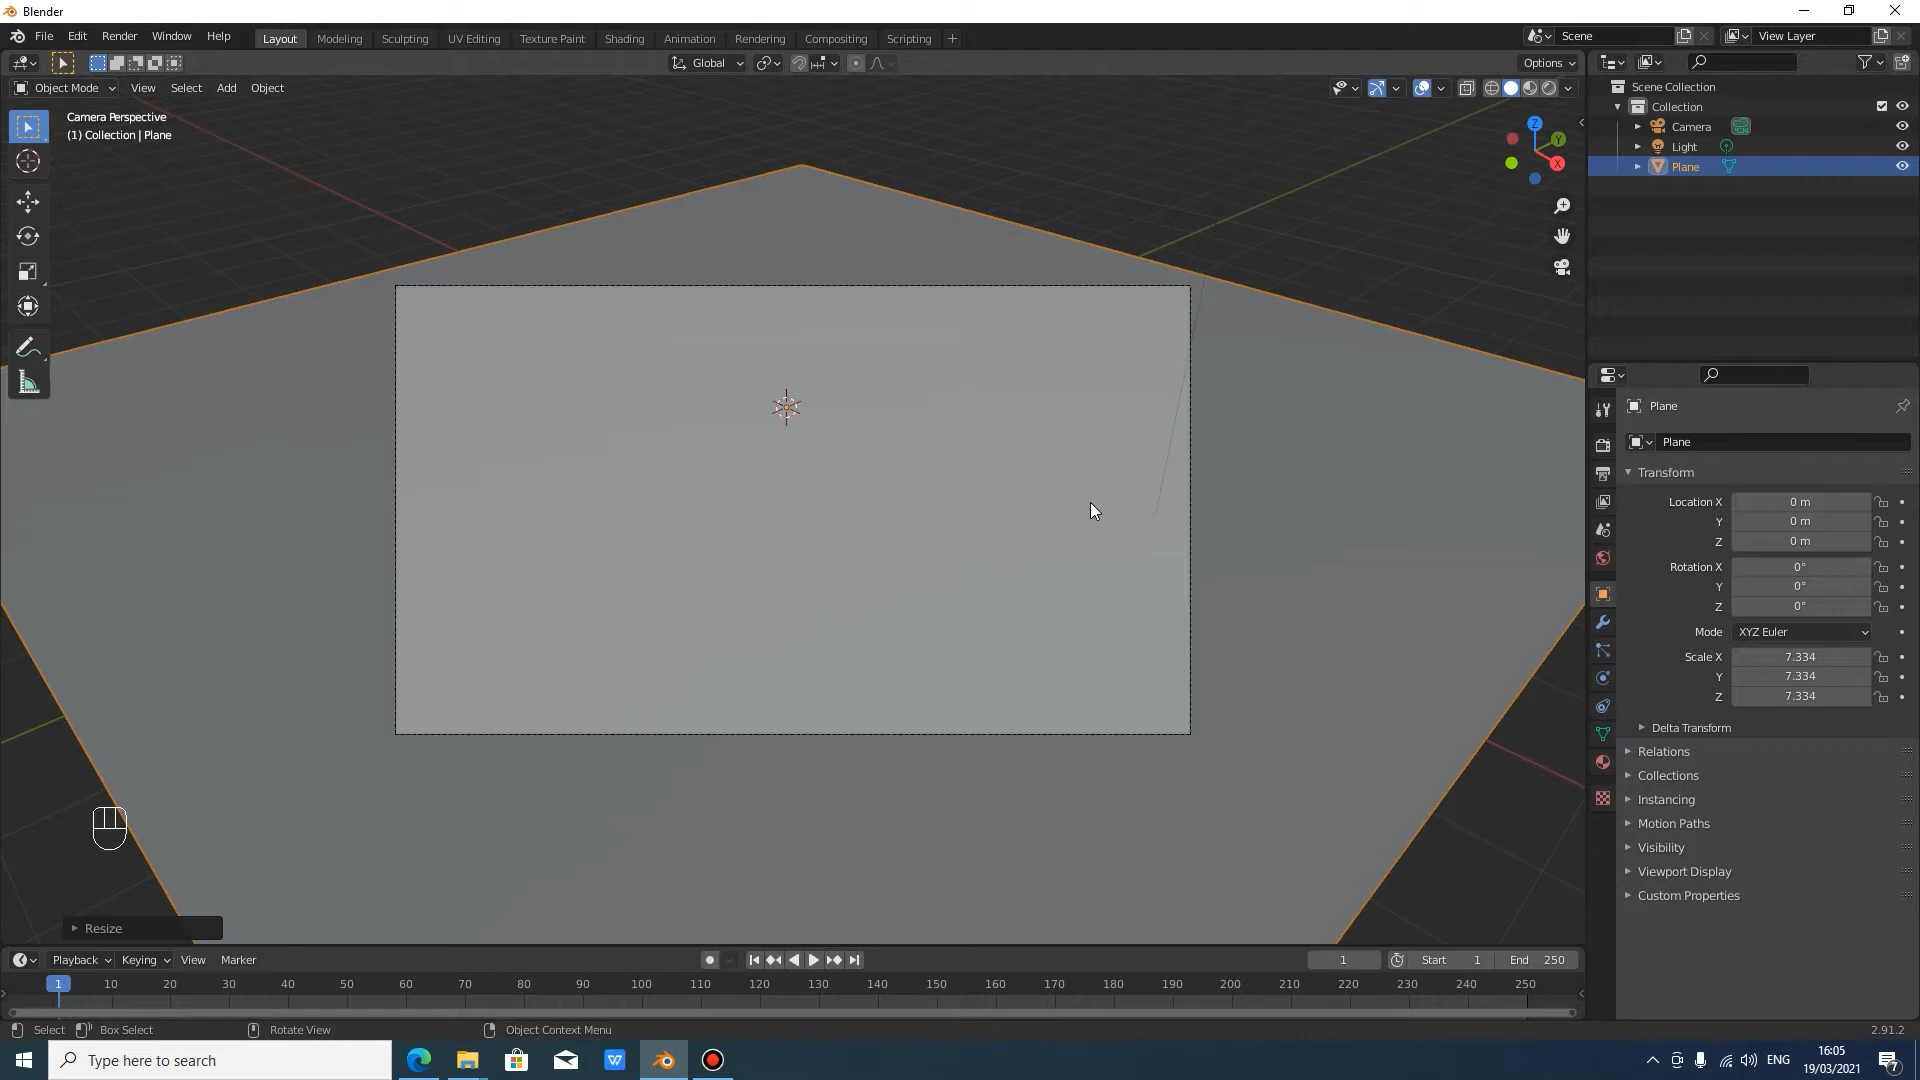 Blender
File Edit Render Window Help
Layout Modeling Sculpting UV Editing Texture Paint Shading Animation Rendering Compositing Scripting +
Scene
View Layer
Global
Options
Object Mode View Select Add Object
Camera Perspective
(1) Collection | Plane
Z
Y
X
Scene Collection
Collection
Camera
Light
Plane
Plane
Plane
Transform
Location X 0 m
Y 0 m
Z 0 m
Rotation X 0°
Y 0°
Z 0°
Mode XYZ Euler
Scale X 7.334
Y 7.334
Z 7.334
Delta Transform
Relations
Collections
Instancing
Motion Paths
Visibility
Viewport Display
Custom Properties
Resize
Playback Keying View Marker
1 Start 1 End 250
1 10 20 30 40 50 60 70 80 90 100 110 120 130 140 150 160 170 180 190 200 210 220 230 240 250
Select Box Select Rotate View Object Context Menu 2.91.2
Type here to search
W
ENG
16:05
19/03/2021
7